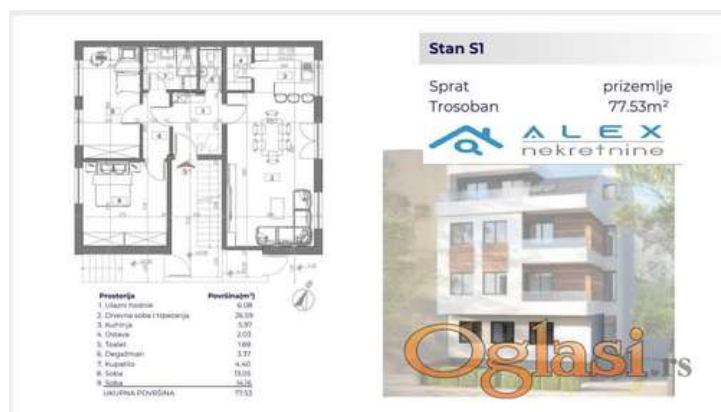 Stan S1
Sprat prizemlje
Trosoban 77.53m²
ALEX
nekretnine
S1
Prostorija Površina(m²)
1. Ulazni hodnik 6.08
2. Dnevna soba i trpezarija 26.59
3. Kuhinja 5.97
4. Ostava 2.03
5. Toalet 1.69
6. Degažman 3.37
7. Kupatilo 4.40
8. Soba 13.05
9. Soba 14.16
UKUPNA POVRŠINA 77.53
Oglasi.rs